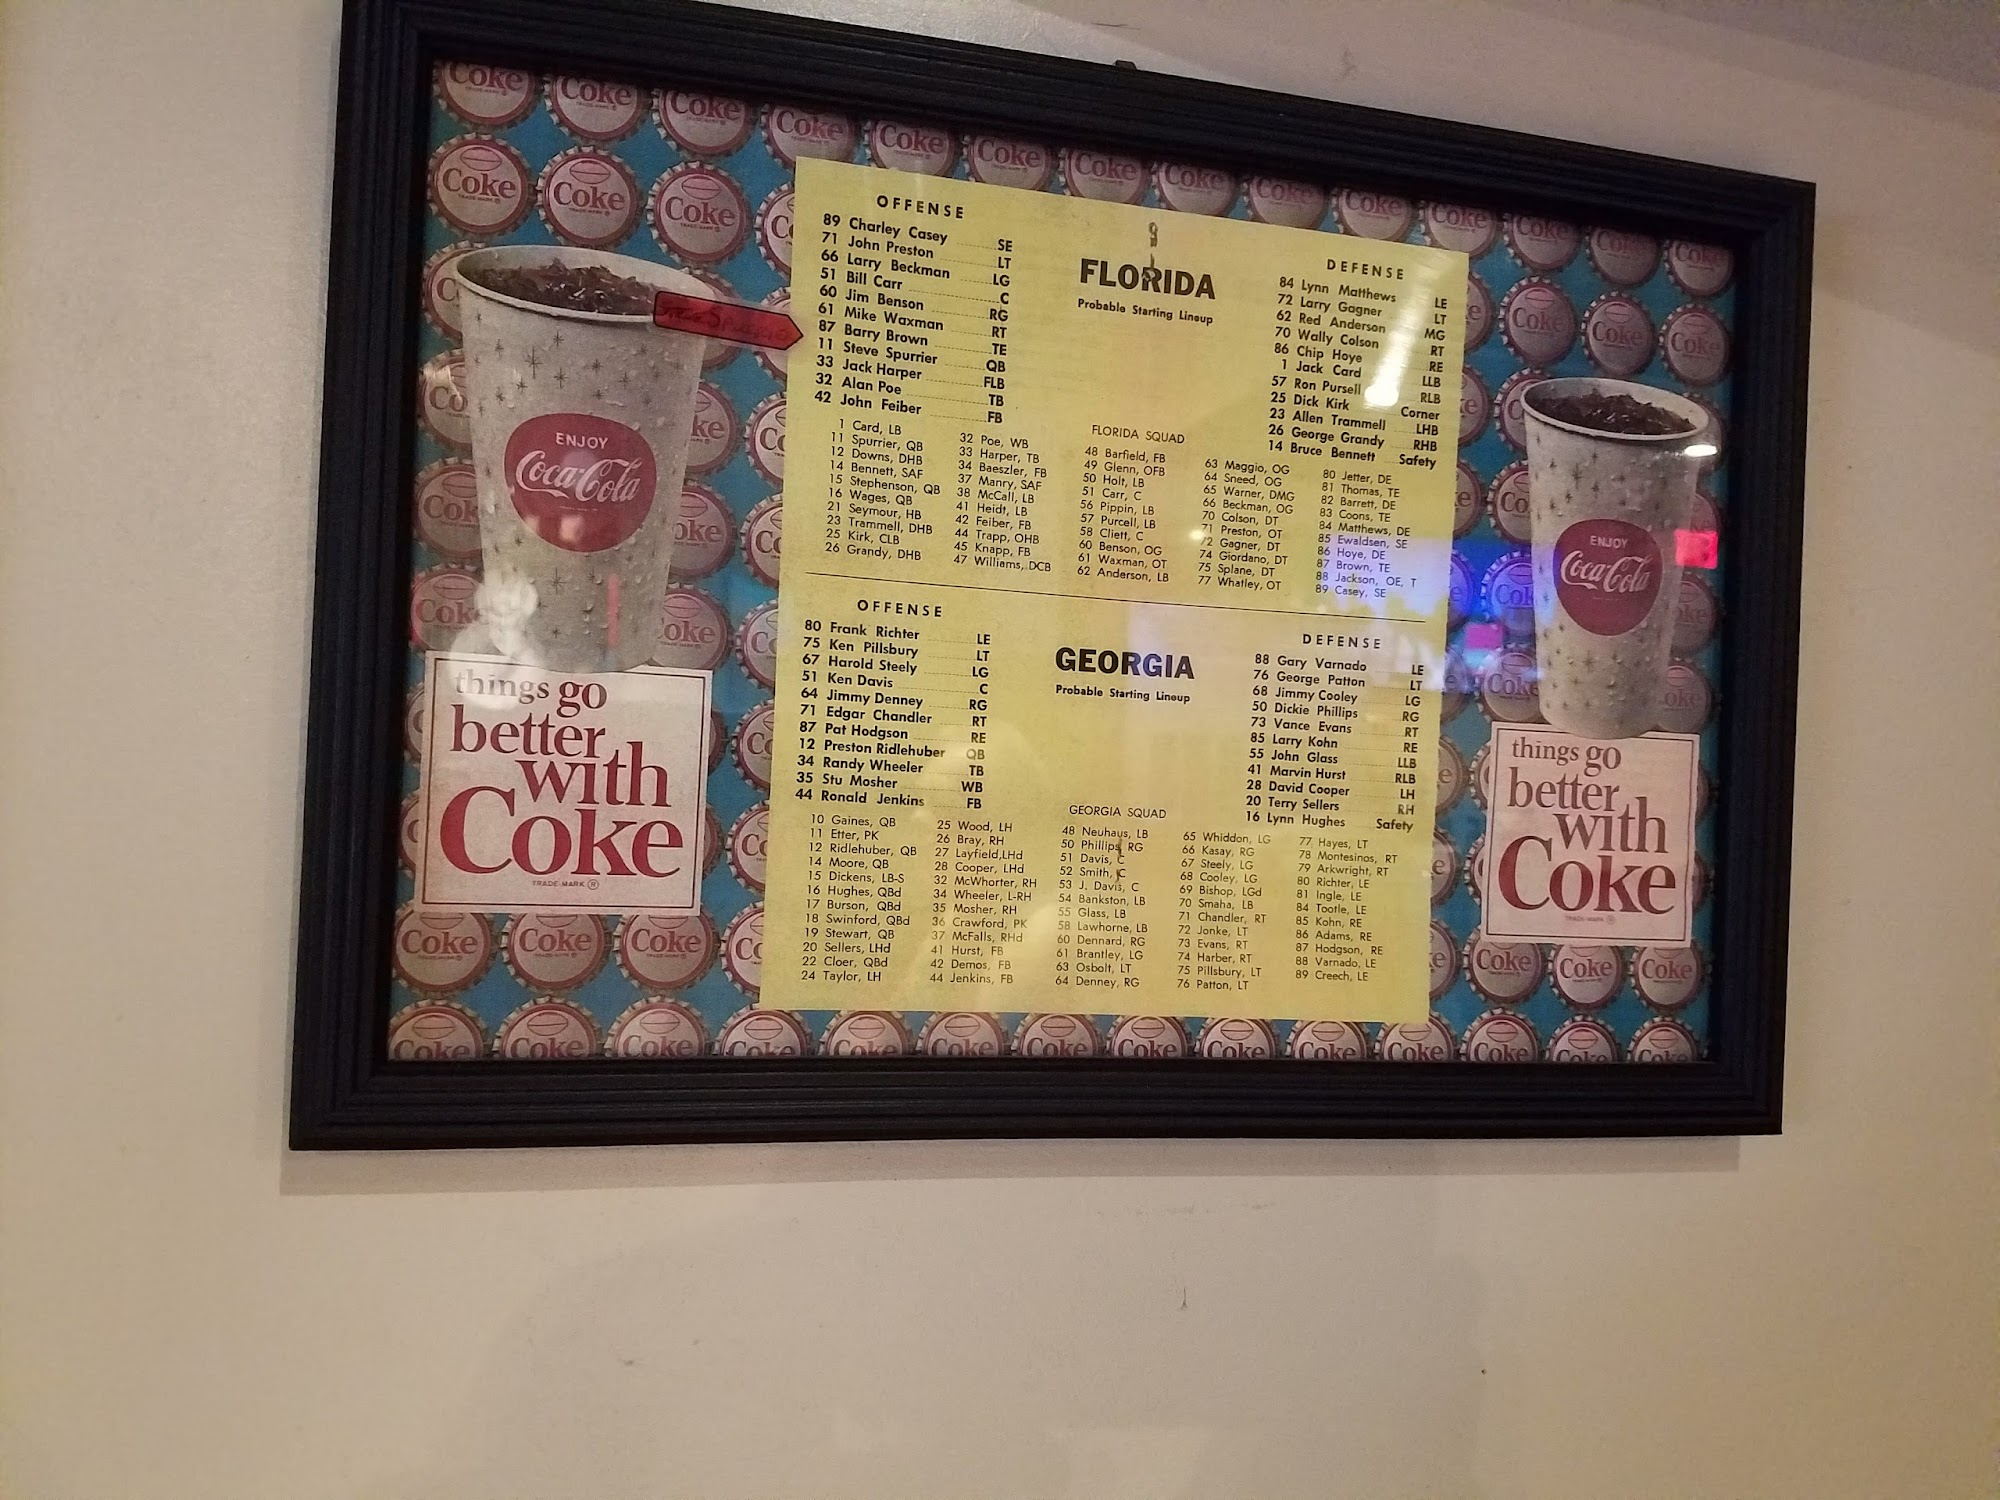 ENJOY
Coca-Cola
things go
better
with
Coke
TRADE-MARK ®
OFFENSE
89 Charley Casey SE
71 John Preston LT
66 Larry Beckman LG
51 Bill Carr C
60 Jim Benson RG
61 Mike Waxman RT
87 Barry Brown TE
11 Steve Spurrier QB
33 Jack Harper FLB
32 Alan Poe TB
42 John Feiber FB
FLORIDA
Probable Starting Lineup
DEFENSE
84 Lynn Matthews LE
72 Larry Gagner LT
62 Red Anderson MG
70 Wally Colson RT
86 Chip Hoye RE
1 Jack Card LLB
57 Ron Pursell RLB
25 Dick Kirk Corner
23 Allen Trammell LHB
26 George Grandy RHB
14 Bruce Bennett Safety
FLORIDA SQUAD
1 Card, LB
11 Spurrier, QB
12 Downs, DHB
14 Bennett, SAF
15 Stephenson, QB
16 Wages, QB
21 Seymour, HB
23 Trammell, DHB
25 Kirk, CLB
26 Grandy, DHB
32 Poe, WB
33 Harper, TB
34 Baeszler, FB
37 Manry, SAF
38 McCall, LB
41 Heidt, LB
42 Feiber, FB
44 Trapp, OHB
45 Knapp, FB
47 Williams, DCB
48 Barfield, FB
49 Glenn, OFB
50 Holt, LB
51 Carr, C
56 Pippin, LB
57 Purcell, LB
58 Cliett, C
60 Benson, OG
61 Waxman, OT
62 Anderson, LB
63 Maggio, OG
64 Sneed, OG
65 Warner, DMG
66 Beckman, OG
70 Colson, DT
71 Preston, OT
72 Gagner, DT
74 Giordano, DT
75 Splane, DT
77 Whatley, OT
80 Jetter, DE
81 Thomas, TE
82 Barrett, DE
83 Coons, TE
84 Matthews, DE
85 Ewaldsen, SE
86 Hoye, DE
87 Brown, TE
88 Jackson, OE, T
89 Casey, SE
OFFENSE
80 Frank Richter LE
75 Ken Pillsbury LT
67 Harold Steely LG
51 Ken Davis C
64 Jimmy Denney RG
71 Edgar Chandler RT
87 Pat Hodgson RE
12 Preston Ridlehuber QB
34 Randy Wheeler TB
35 Stu Mosher WB
44 Ronald Jenkins FB
GEORGIA
Probable Starting Lineup
DEFENSE
88 Gary Varnado LE
76 George Patton LT
68 Jimmy Cooley LG
50 Dickie Phillips RG
73 Vance Evans RT
85 Larry Kohn RE
55 John Glass LLB
41 Marvin Hurst RLB
28 David Cooper LH
20 Terry Sellers RH
16 Lynn Hughes Safety
GEORGIA SQUAD
10 Gaines, QB
11 Etter, PK
12 Ridlehuber, QB
14 Moore, QB
15 Dickens, LB-S
16 Hughes, QBd
17 Burson, QBd
18 Swinford, QBd
19 Stewart, QB
20 Sellers, LHd
22 Cloer, QBd
24 Taylor, LH
25 Wood, LH
26 Bray, RH
27 Layfield,LHd
28 Cooper, LHd
32 McWhorter, RH
34 Wheeler, L-RH
35 Mosher, RH
36 Crawford, PK
37 McFalls, RHd
41 Hurst, FB
42 Demos, FB
44 Jenkins, FB
48 Neuhaus, LB
50 Phillips, RG
51 Davis, C
52 Smith, C
53 J. Davis, C
54 Bankston, LB
55 Glass, LB
58 Lawhorne, LB
60 Dennard, RG
61 Brantley, LG
63 Osbolt, LT
64 Denney, RG
65 Whiddon, LG
66 Kasay, RG
67 Steely, LG
68 Cooley, LG
69 Bishop, LGd
70 Smaha, LB
71 Chandler, RT
72 Jonke, LT
73 Evans, RT
74 Harber, RT
75 Pillsbury, LT
76 Patton, LT
77 Hayes, LT
78 Montesinos, RT
79 Arkwright, RT
80 Richter, LE
81 Ingle, LE
84 Tootle, LE
85 Kohn, RE
86 Adams, RE
87 Hodgson, RE
88 Varnado, LE
89 Creech, LE
ENJOY
Coca-Cola
things go
better
with
Coke
TRADE-MARK ®